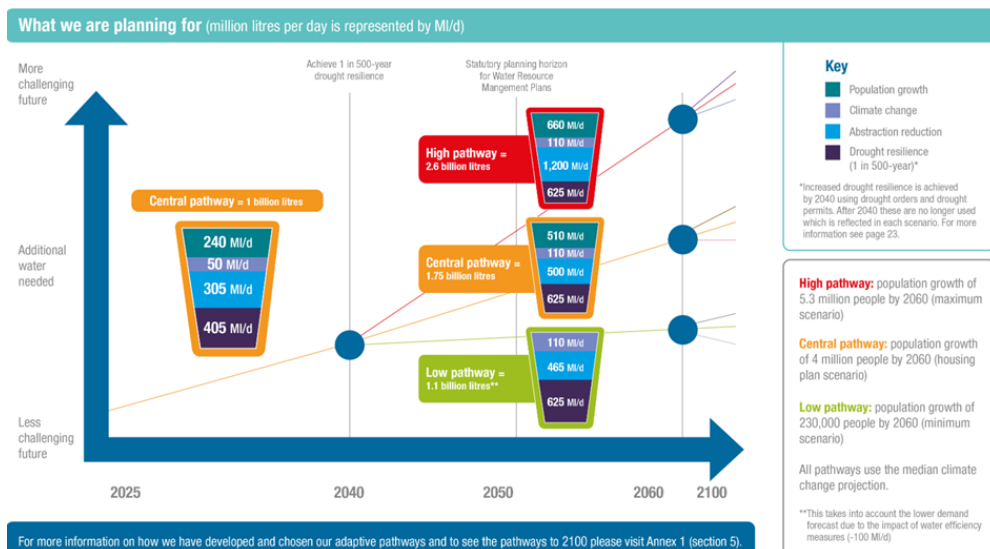 What we are planning for (million litres per day is represented by Ml/d)
More
challenging
future
Additional
water
needed
Less
challenging
future
Achieve 1 in 500-year
drought resilience
Statutory planning horizon
for Water Resource
Mangement Plans
Central pathway = 1 billion litres
240 Ml/d
50 Ml/d
305 Ml/d
405 Ml/d
High pathway =
2.6 billion litres
660 Ml/d
110 Ml/d
1,200 Ml/d
625 Ml/d
Central pathway =
1.75 billion litres
510 Ml/d
110 Ml/d
500 Ml/d
625 Ml/d
Low pathway =
1.1 billion litres**
110 Ml/d
465 Ml/d
625 Ml/d
2025
2040
2050
2060
2100
Key
Population growth
Climate change
Abstraction reduction
Drought resilience
(1 in 500-year)*
*Increased drought resilience is achieved
by 2040 using drought orders and drought
permits. After 2040 these are no longer used
which is reflected in each scenario. For more
information see page 23.
High pathway: population growth of
5.3 million people by 2060 (maximum
scenario)
Central pathway: population growth
of 4 million people by 2060 (housing
plan scenario)
Low pathway: population growth of
230,000 people by 2060 (minimum
scenario)
All pathways use the median climate
change projection.
**This takes into account the lower demand
forecast due to the impact of water efficiency
measures (-100 Ml/d)
For more information on how we have developed and chosen our adaptive pathways and to see the pathways to 2100 please visit Annex 1 (section 5).